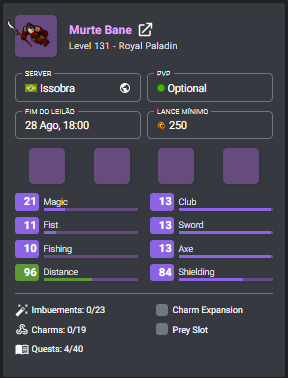 Murte Bane
Level 131 - Royal Paladin
SERVER
Issobra
PVP
Optional
FIM DO LEILÃO
28 Ago, 18:00
LANCE MÍNIMO
250
21 Magic
13 Club
11 Fist
13 Sword
10 Fishing
13 Axe
96 Distance
84 Shielding
Imbuements: 0/23
Charm Expansion
Charms: 0/19
Prey Slot
Quests: 4/40